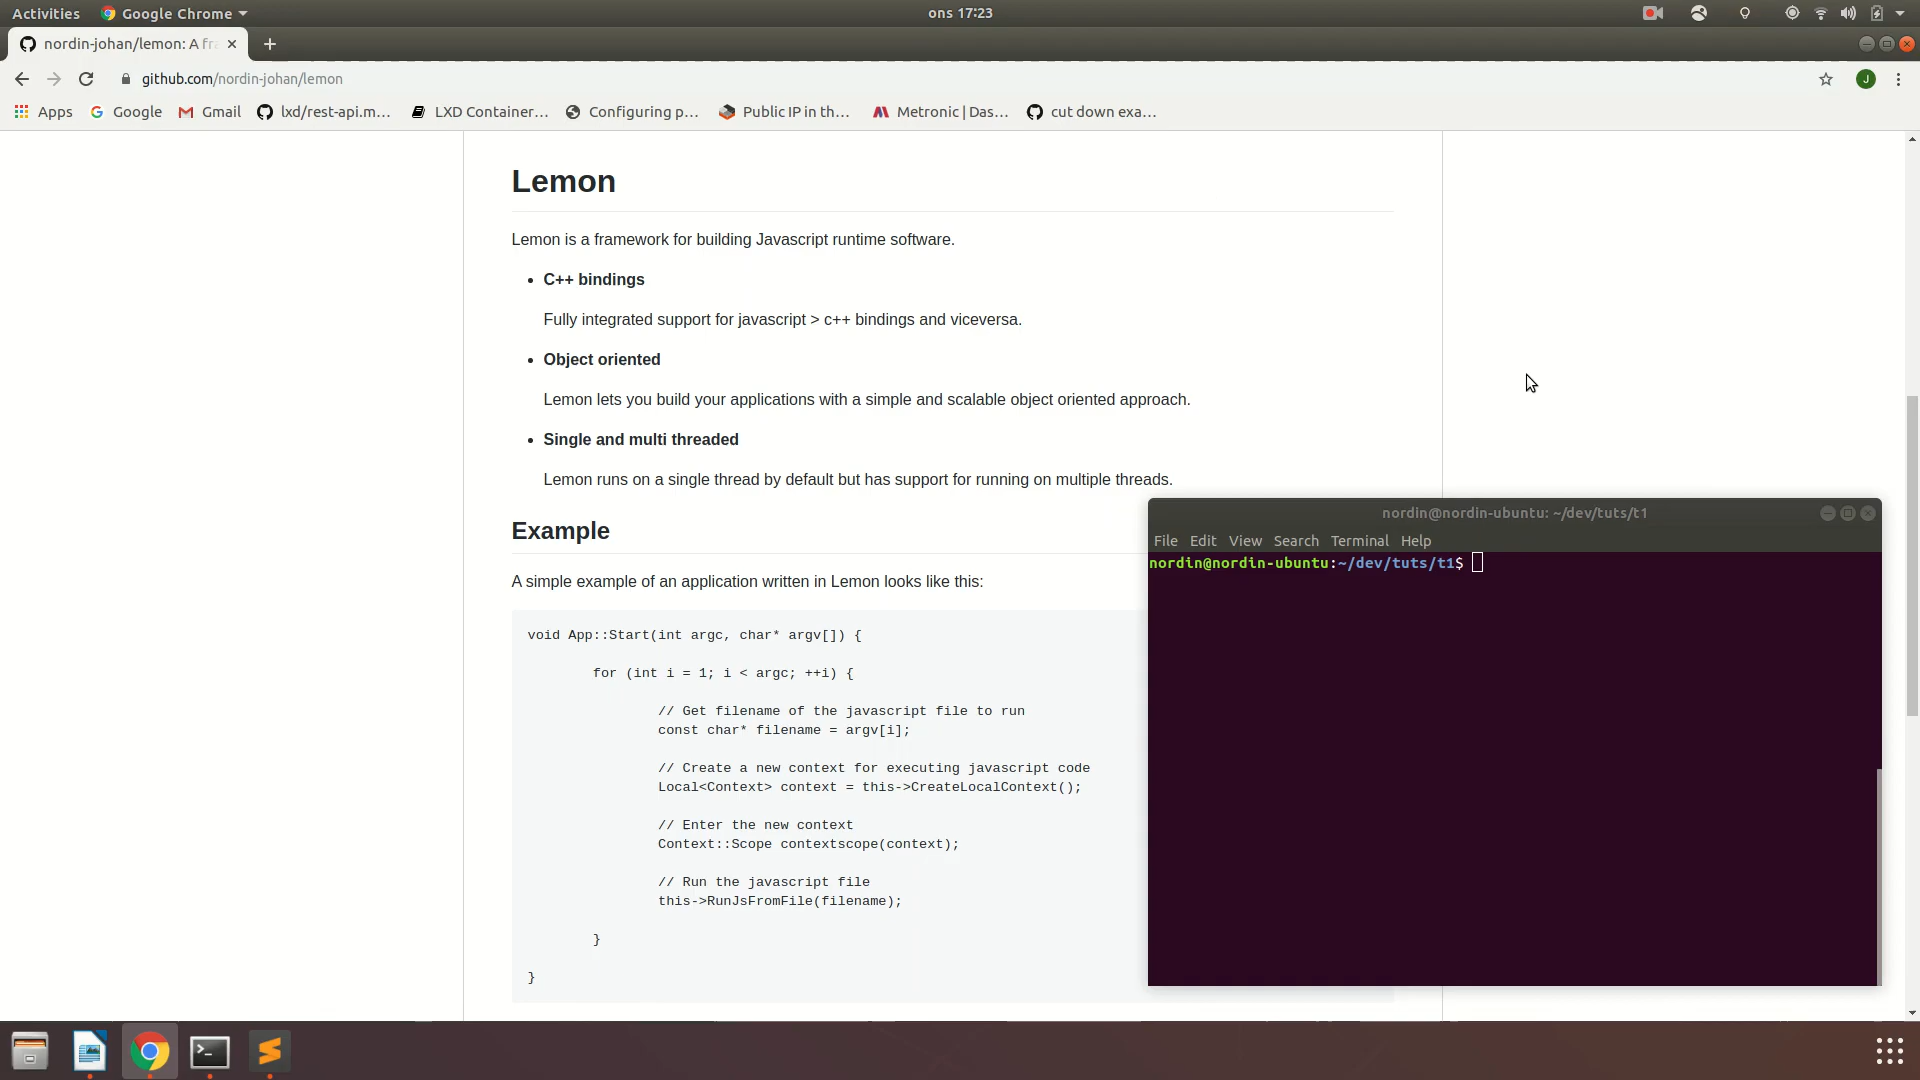 Activities Google Chrome ons 17:23
nordin-johan/lemon: A fra
github.com/nordin-johan/lemon J
Apps Google Gmail lxd/rest-api.m... LXD Container... Configuring p... Public IP in th... Metronic | Das... cut down exa...
Lemon
Lemon is a framework for building Javascript runtime software.
C++ bindings
Fully integrated support for javascript > c++ bindings and viceversa.
Object oriented
Lemon lets you build your applications with a simple and scalable object oriented approach.
Single and multi threaded
Lemon runs on a single thread by default but has support for running on multiple threads.
Example
A simple example of an application written in Lemon looks like this:
void App::Start(int argc, char* argv[]) {
for (int i = 1; i < argc; ++i) {
// Get filename of the javascript file to run
const char* filename = argv[i];
// Create a new context for executing javascript code
Local<Context> context = this->CreateLocalContext();
// Enter the new context
Context::Scope contextscope(context);
// Run the javascript file
this->RunJsFromFile(filename);
}
}
nordin@nordin-ubuntu: ~/dev/tuts/t1
File Edit View Search Terminal Help
nordin@nordin-ubuntu:~/dev/tuts/t1$